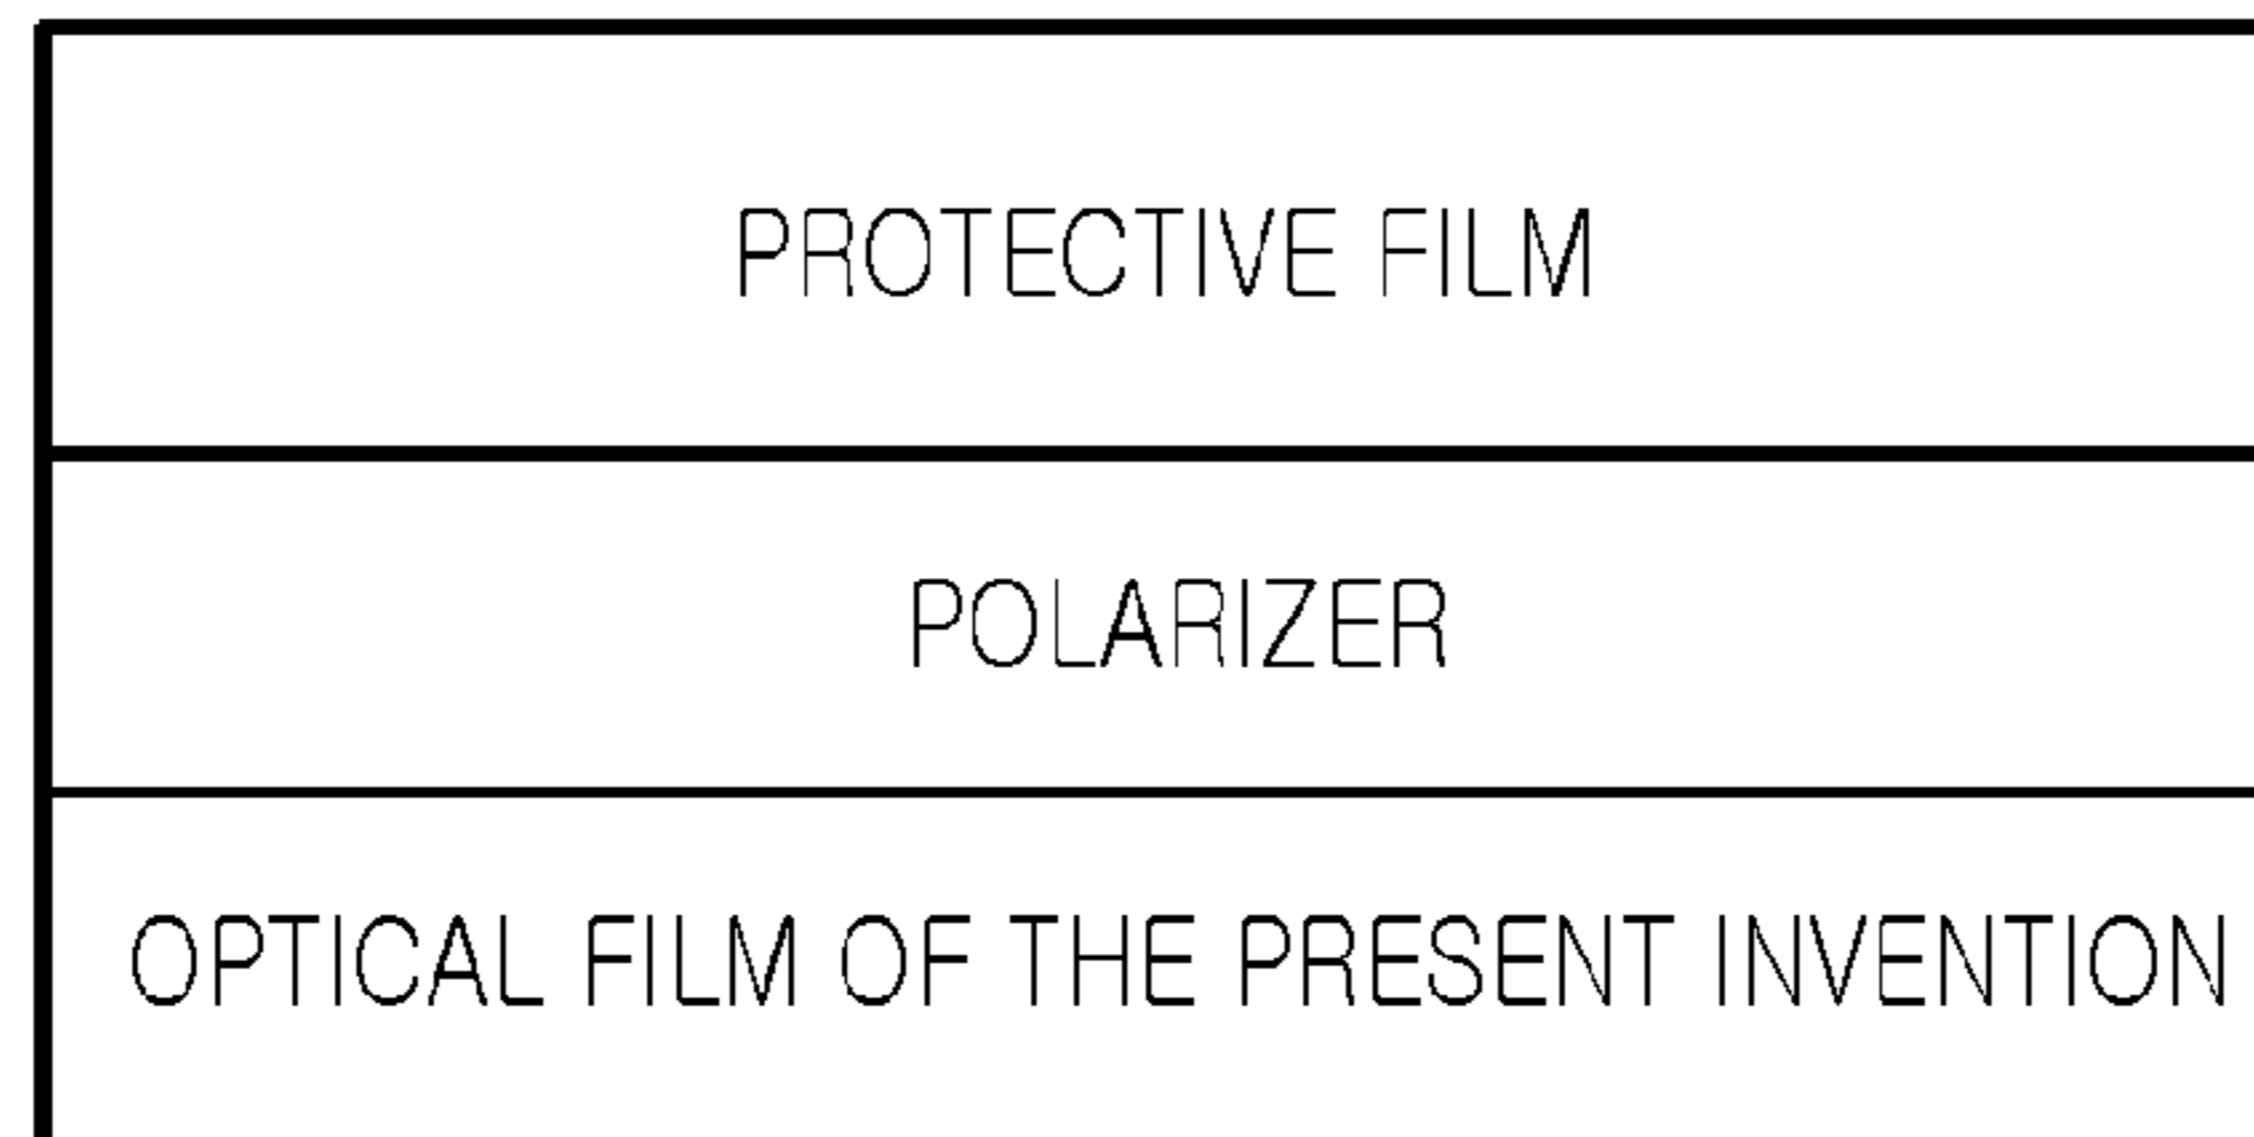 PROTECTIVE FILM
POLARIZER
OPTICAL FILM OF THE PRESENT INVENTION